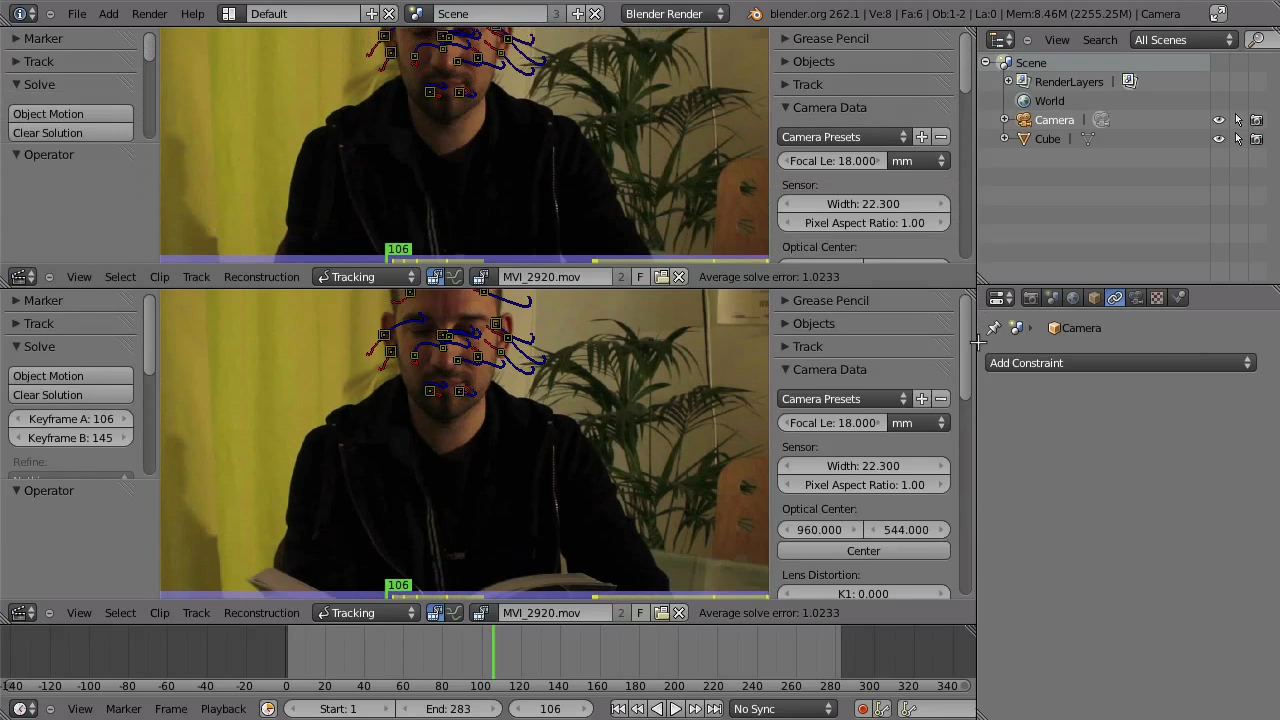 File Add Render Help Default Scene 3 Blender Render blender.org 262.1 | Ve:8 | Fa:6 | Ob:1-2 | La:0 | Mem:8.46M (2255.25M) | Camera
Marker
Track
Solve
Object Motion
Clear Solution
Operator
106
Grease Pencil
Objects
Track
Camera Data
Camera Presets
Focal Le: 18.000 mm
Sensor:
Width: 22.300
Pixel Aspect Ratio: 1.00
Optical Center:
View Select Clip Track Reconstruction Tracking MVI_2920.mov 2 F Average solve error: 1.0233
Marker
Track
Solve
Object Motion
Clear Solution
Keyframe A: 106
Keyframe B: 145
Refine:
Operator
106
Grease Pencil
Objects
Track
Camera Data
Camera Presets
Focal Le: 18.000 mm
Sensor:
Width: 22.300
Pixel Aspect Ratio: 1.00
Optical Center:
960.000 544.000
Center
Lens Distortion:
K1: 0.000
View Select Clip Track Reconstruction Tracking MVI_2920.mov 2 F Average solve error: 1.0233
-140 -120 -100 -80 -60 -40 -20 0 20 40 60 80 100 120 140 160 180 200 220 240 260 280 300 320 340
View Marker Frame Playback Start: 1 End: 283 106 No Sync
View Search All Scenes
Scene
RenderLayers |
World
Camera |
Cube |
Camera
Add Constraint